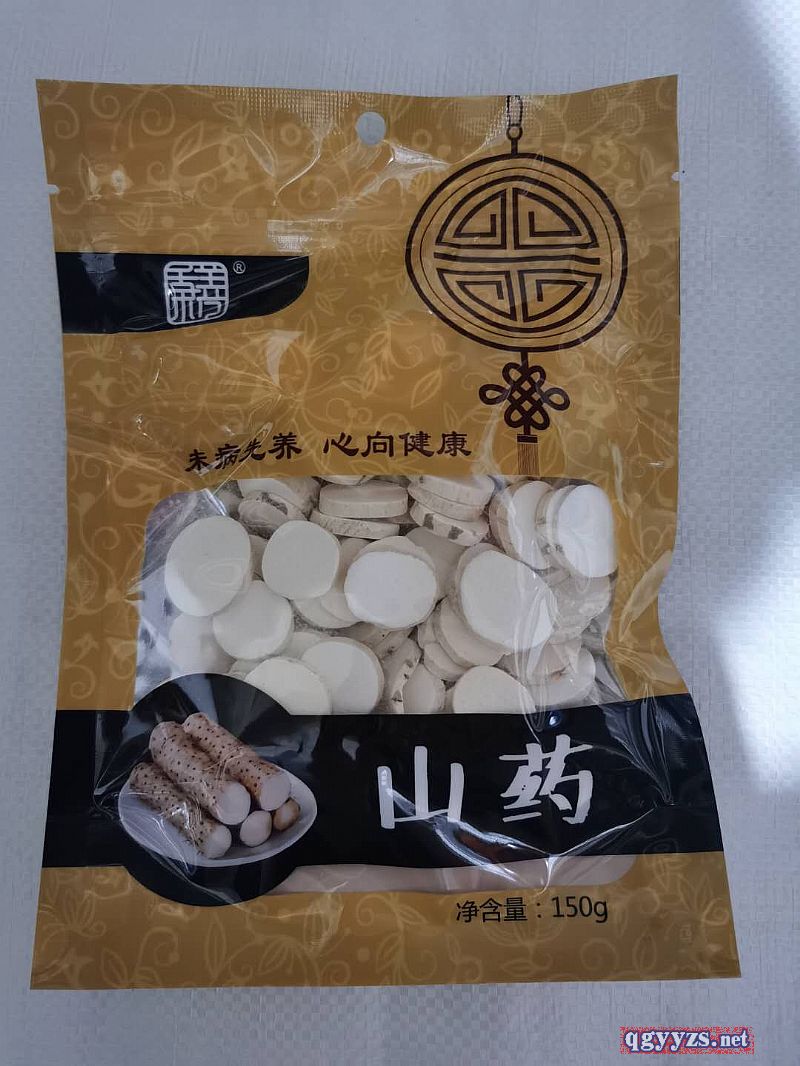 ®
未病先养 心向健康
山药
净含量：150g
qgyyzs.net